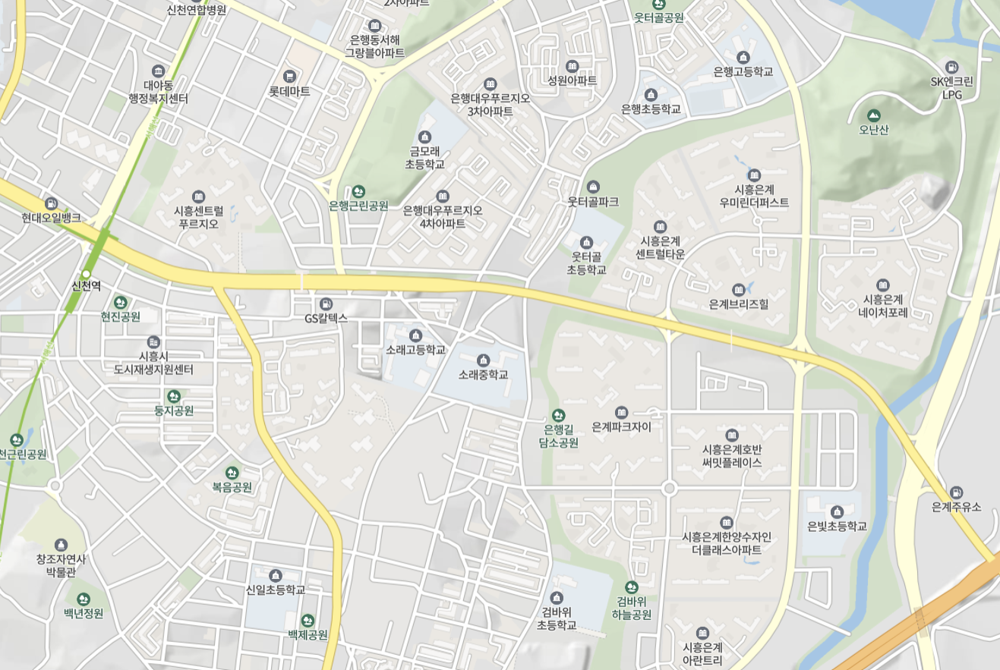 신천연합병원
2차아파트
웃터골공원
은행동서해
그랑블아파트
은행고등학교
성원아파트
SK엔크린
LPG
대야동
행정복지센터
롯데마트
은행대우푸르지오
3차아파트
은행초등학교
오난산
서해선
금모래
초등학교
시흥은계
우미린더퍼스트
은행근린공원
웃터골파크
시흥센트럴
푸르지오
은행대우푸르지오
4차아파트
현대오일뱅크
시흥은계
센트럴타운
웃터골
초등학교
신천역
시흥은계
네이처포레
은계브리즈힐
현진공원
GS칼텍스
서해선
시흥시
도시재생지원센터
소래고등학교
소래중학교
둥지공원
은계파크자이
은행길
담소공원
시흥은계호반
써밋플레이스
천근린공원
복음공원
은계주유소
은빛초등학교
시흥은계한양수자인
더클래스아파트
창조자연사
박물관
신일초등학교
백년정원
검바위
초등학교
검바위
하늘공원
백제공원
시흥은계
아란트리